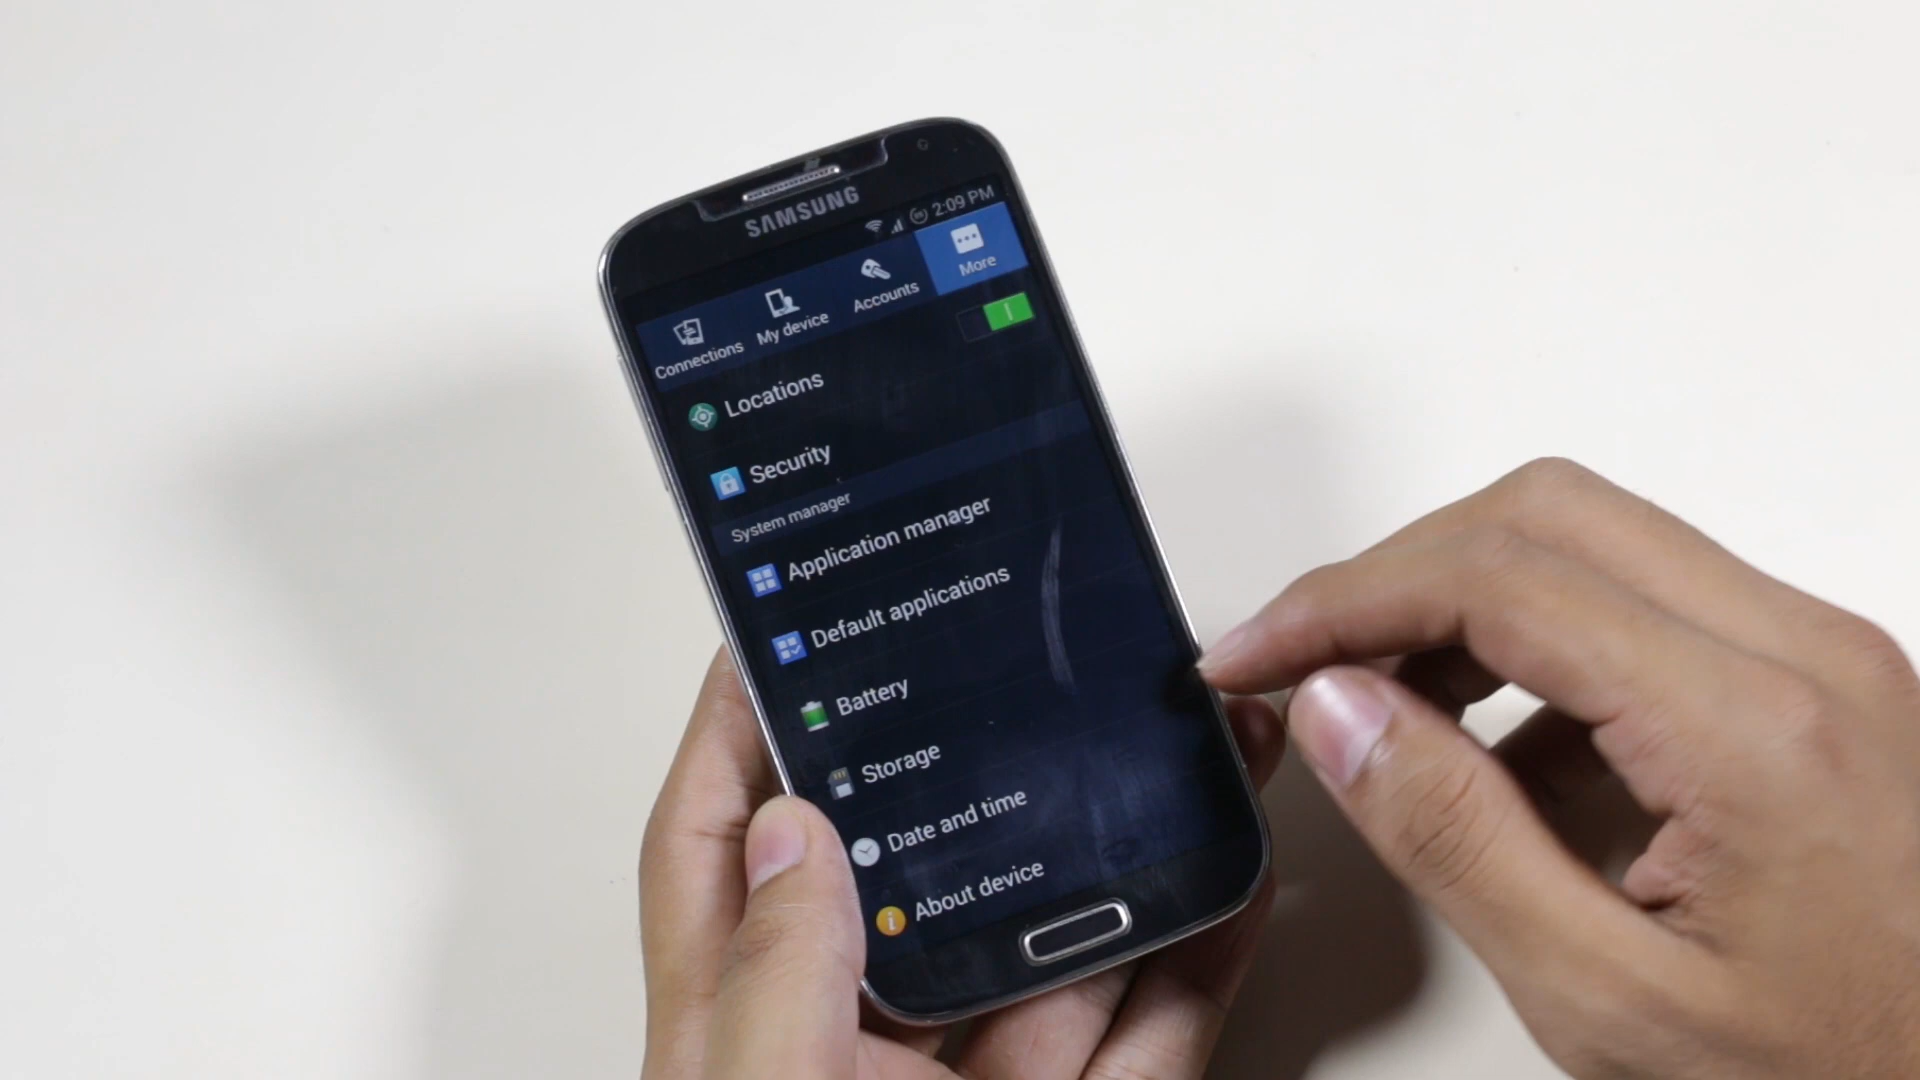 SAMSUNG
2:09 PM
Connections
My device
Accounts
More
Locations
Security
System manager
Application manager
Default applications
Battery
Storage
Date and time
About device